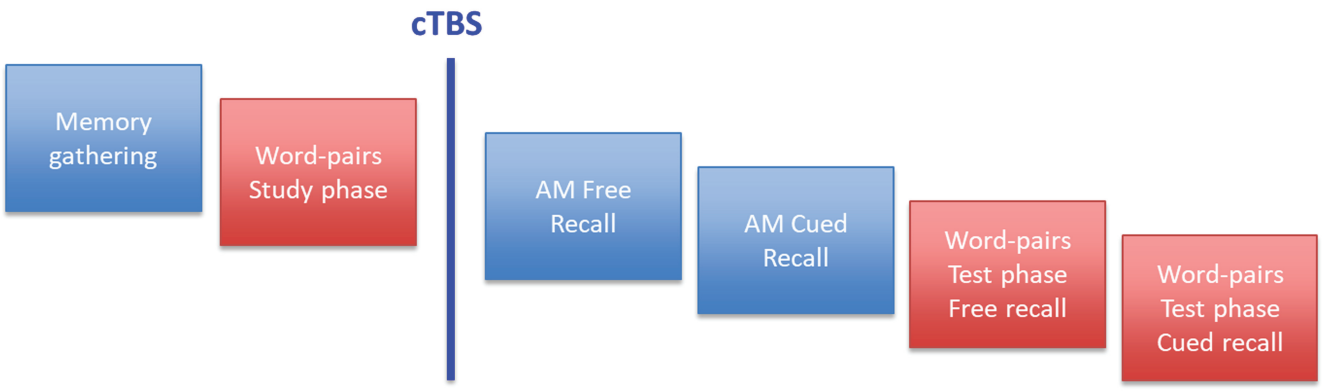 cTBS
Memory
gathering
Word-pairs
Study phase
AM Free
Recall
AM Cued
Recall
Word-pairs
Test phase
Free recall
Word-pairs
Test phase
Cued recall